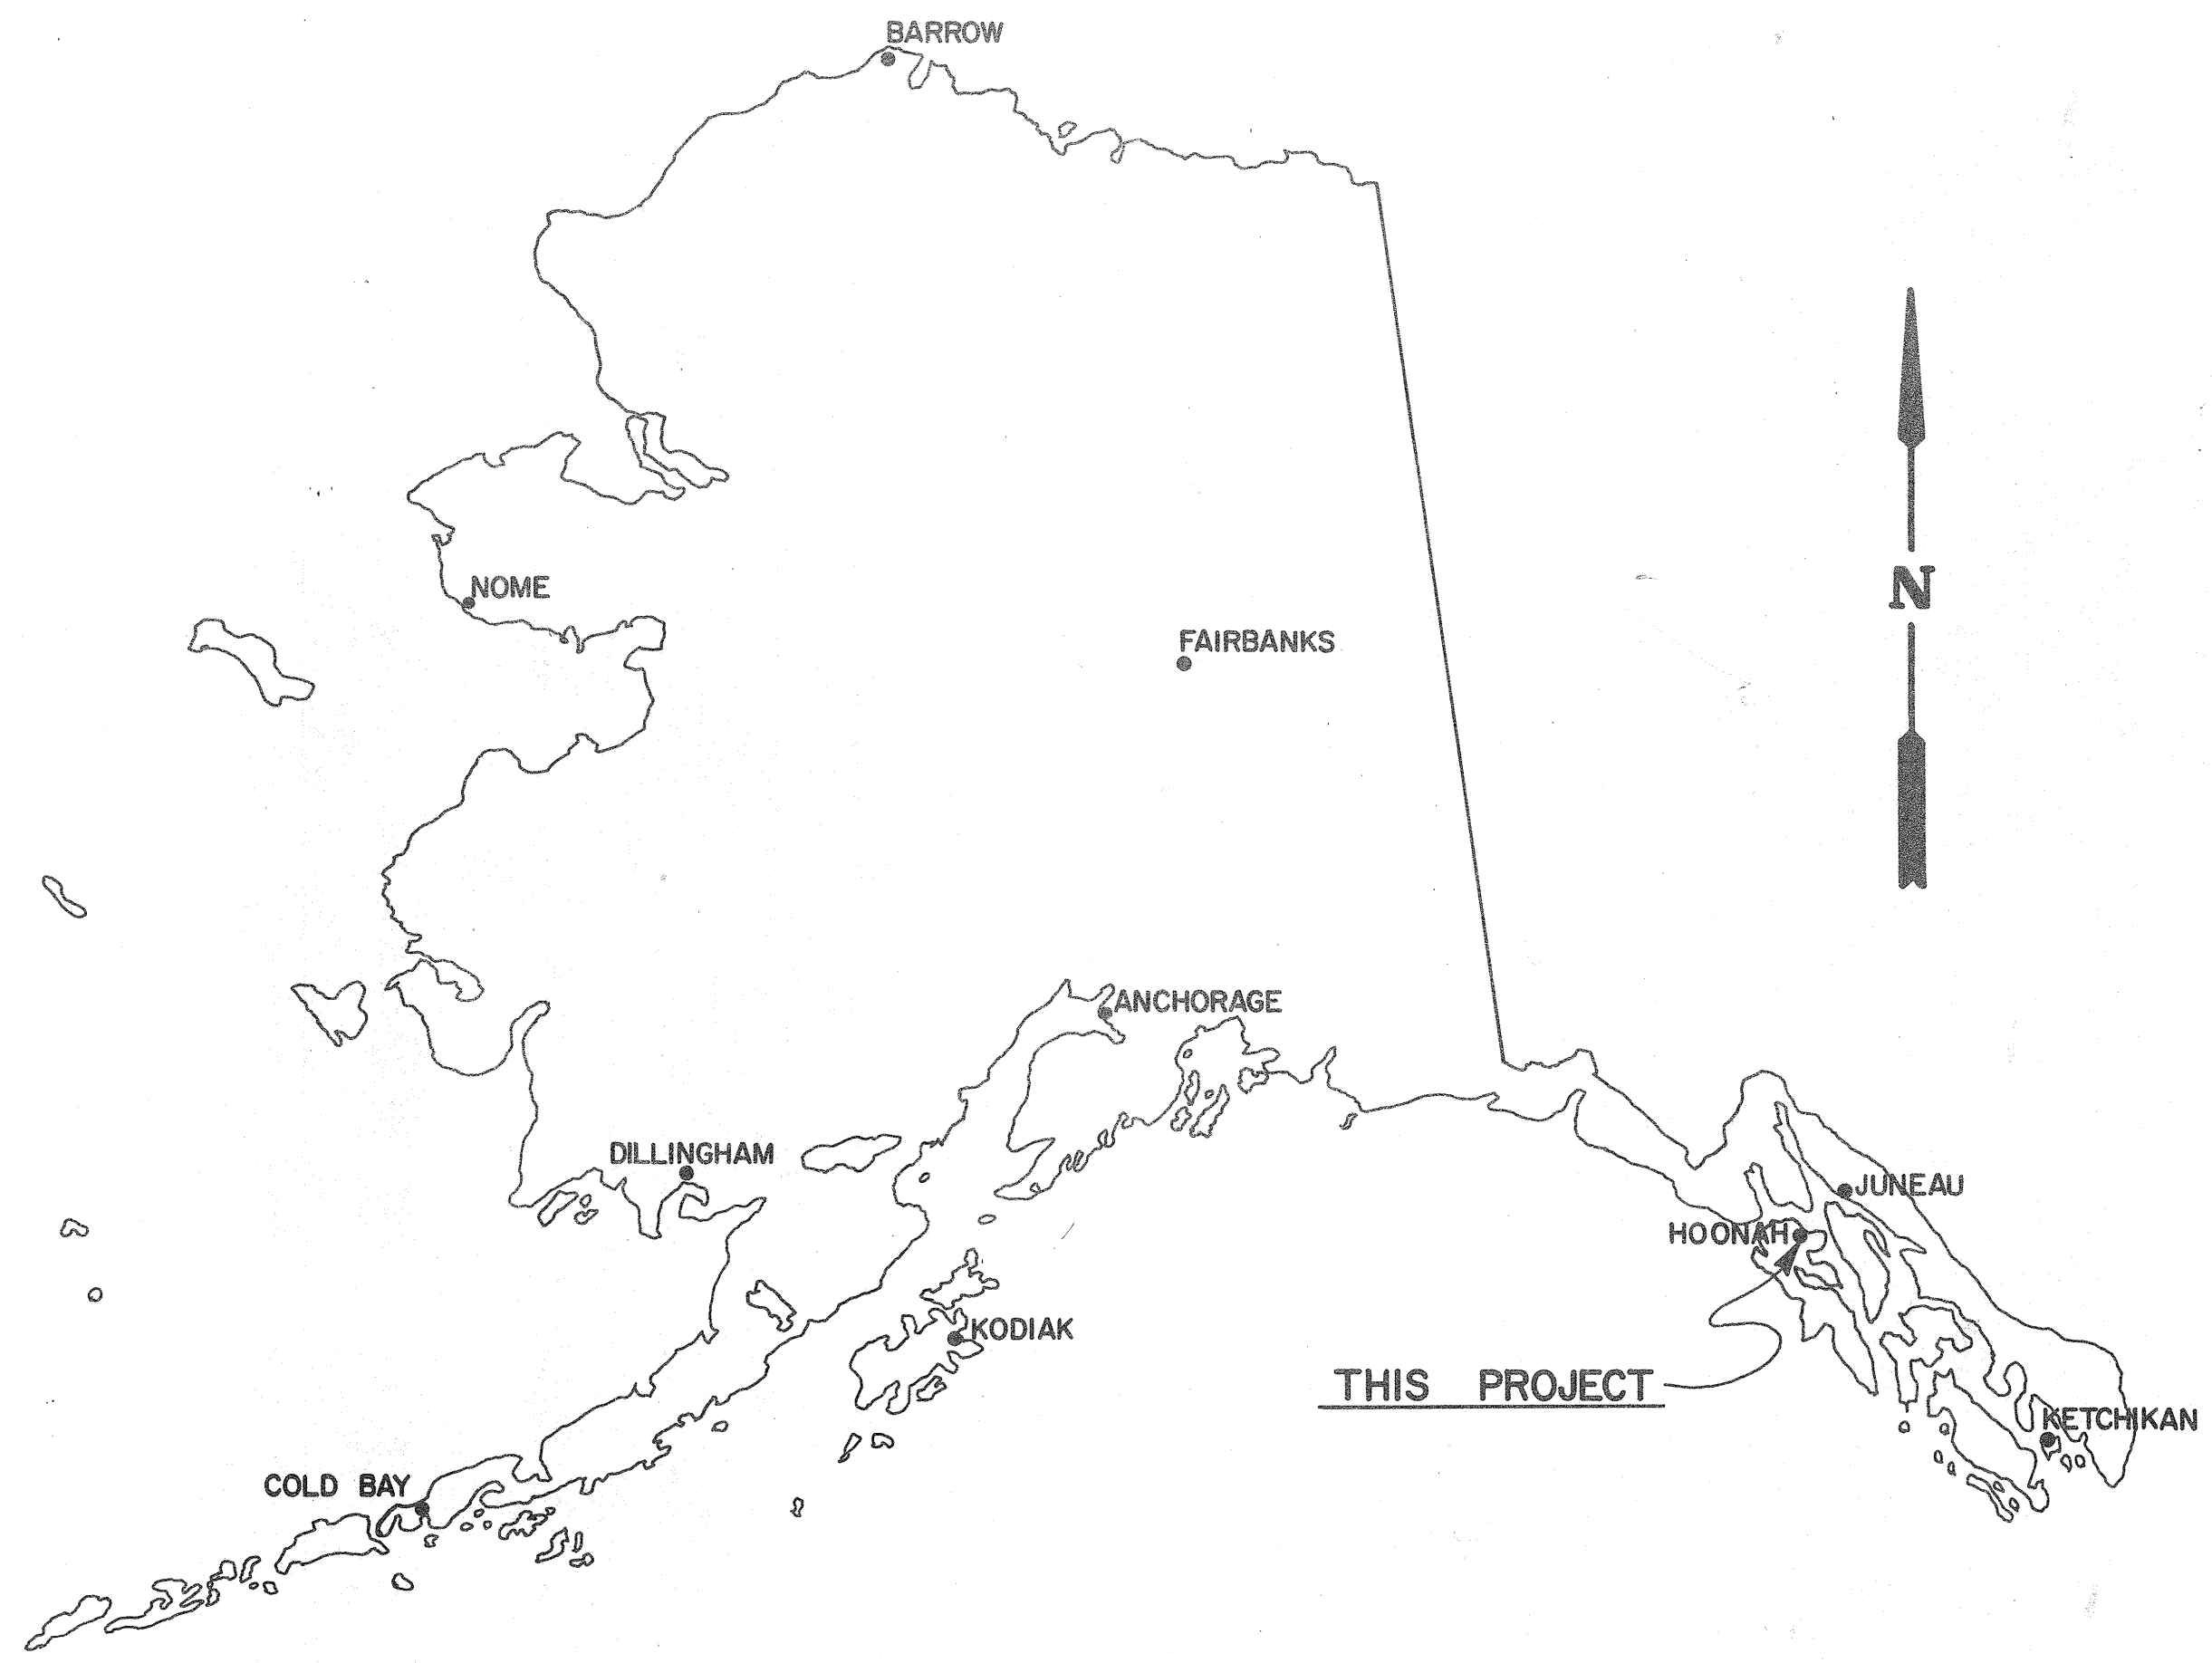 BARROW
N
NOME
FAIRBANKS
ANCHORAGE
DILLINGHAM
JUNEAU
HOONAH
KODIAK
THIS PROJECT
KETCHIKAN
COLD BAY